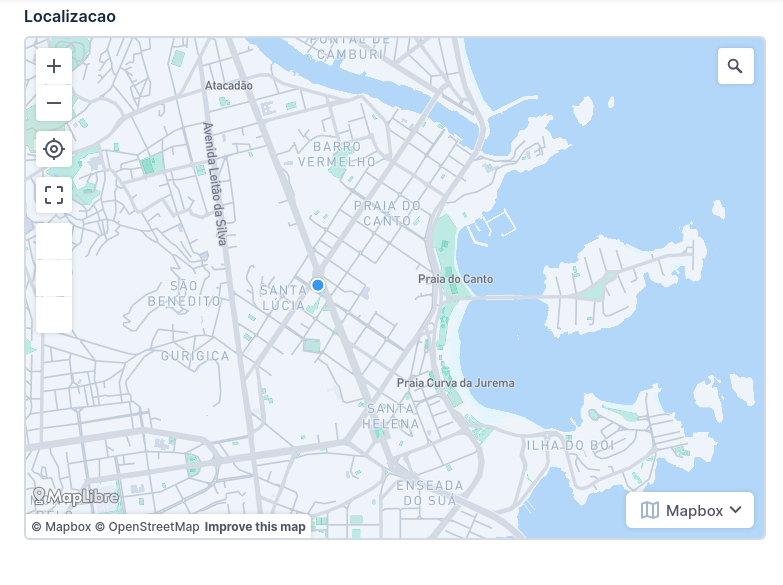 Localizacao
PONTAL DE
CAMBURI
Atacadão
Avenida Leitão da Silva
BARRO
VERMELHO
PRAIA DO
CANTO
Praia do Canto
SÃO
BENEDITO
SANTA
LÚCIA
GURIGICA
Praia Curva da Jurema
SANTA
HELENA
ILHA DO BOI
ENSEADA
DO SUÁ
MapLibre
Mapbox
© Mapbox © OpenStreetMap Improve this map